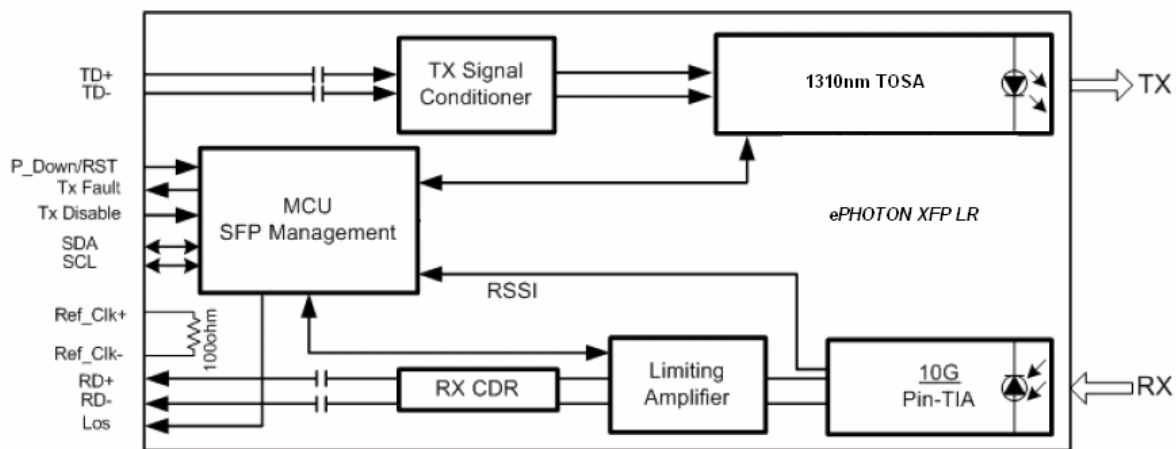 TD+
TD-
TX Signal
Conditioner
1310nm TOSA
TX
P_Down/RST
Tx Fault
Tx Disable
SDA
SCL
MCU
SFP Management
ePHOTON XFP LR
RSSI
Ref_Clk+
Ref_Clk-
100ohm
RD+
RD-
Los
RX CDR
Limiting
Amplifier
10G
Pin-TIA
RX